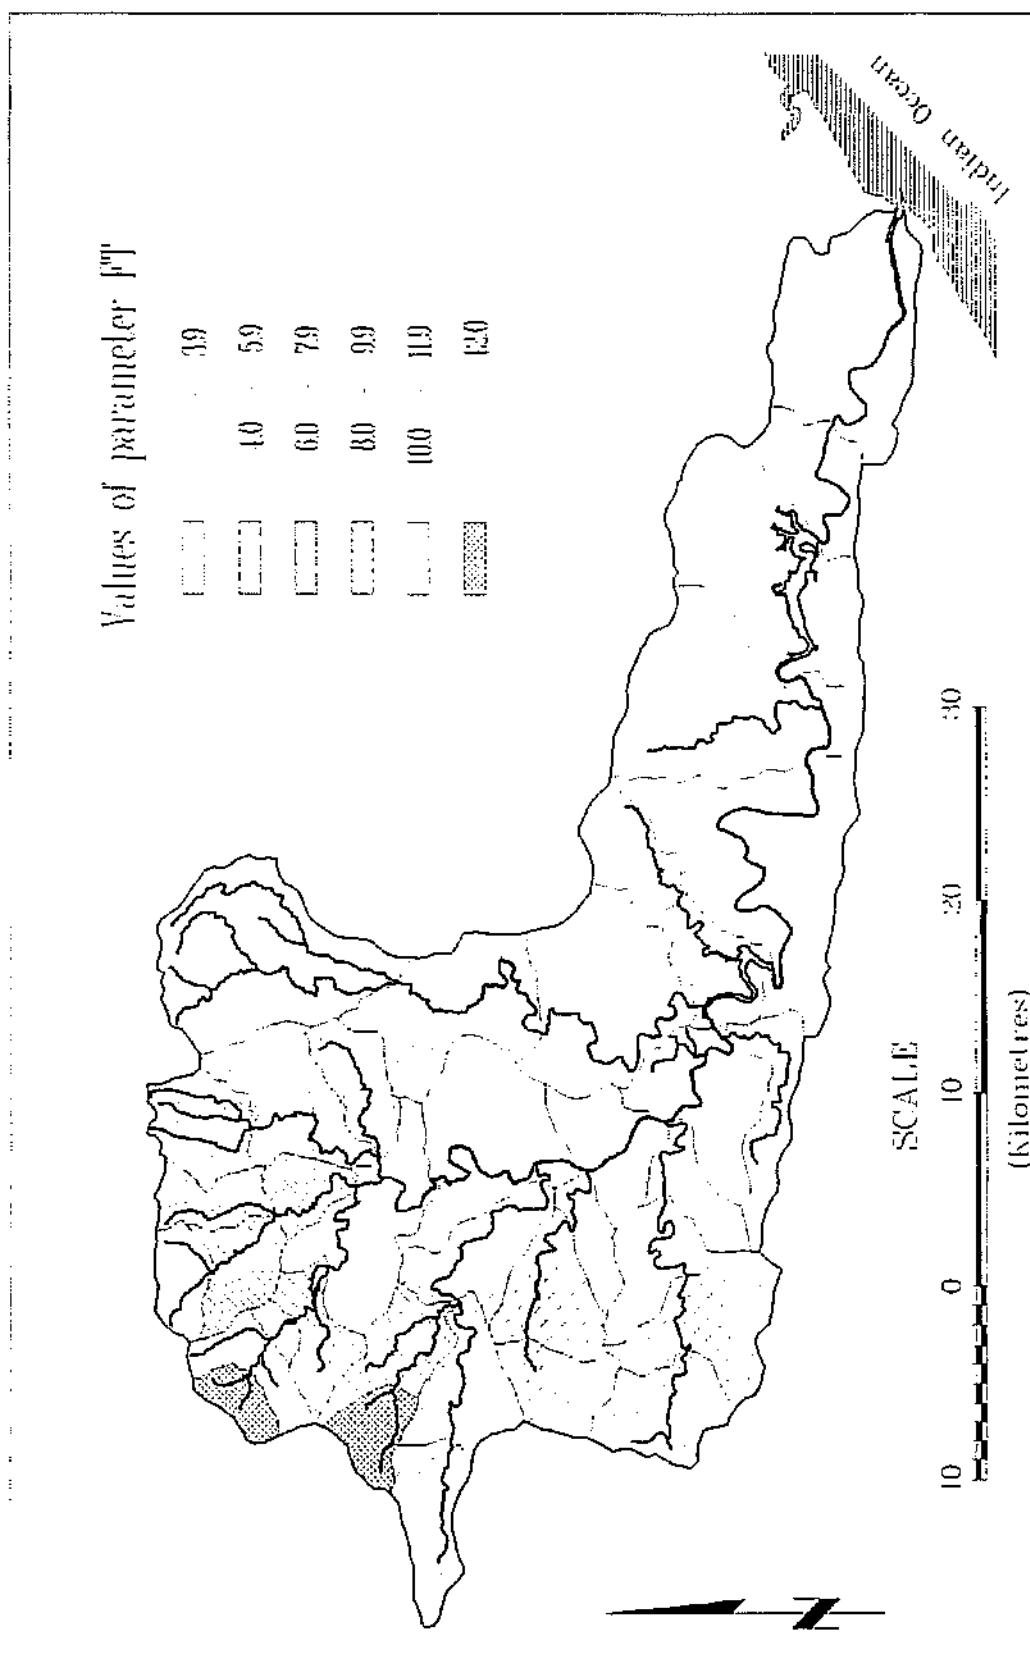 Values of parameter FT
- 3.9
4.0 - 5.9
6.0 - 7.9
8.0 - 9.9
10.0 - 11.9
12.0
Indian Ocean
SCALE
10 0 10 20 30
(Kilometres)
N